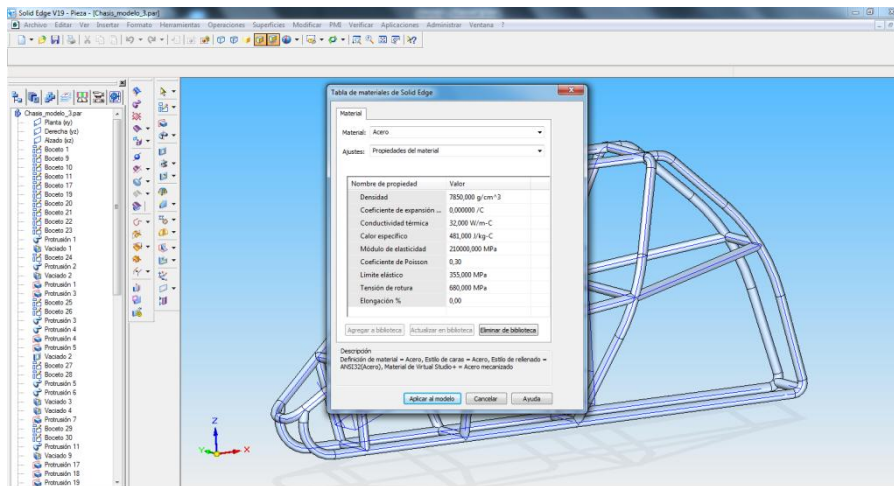 Solid Edge V19 - Pieza - [Chasis_modelo_3.par]
Archivo Editar Ver Insertar Formato Herramientas Operaciones Superficies Modificar PMI Verificar Aplicaciones Administrar Ventana ?
Chasis_modelo_3.par
Planta (xy)
Derecha (yz)
Alzado (xz)
Boceto 1
Boceto 9
Boceto 10
Boceto 11
Boceto 17
Boceto 19
Boceto 20
Boceto 21
Boceto 22
Boceto 23
Protrusión 1
Vaciado 1
Boceto 24
Protrusión 2
Vaciado 2
Protrusión 1
Protrusión 3
Boceto 25
Boceto 26
Protrusión 3
Protrusión 4
Protrusión 4
Protrusión 5
Vaciado 2
Boceto 27
Boceto 28
Protrusión 5
Protrusión 6
Vaciado 3
Vaciado 4
Protrusión 7
Boceto 29
Boceto 30
Protrusión 11
Vaciado 9
Protrusión 17
Protrusión 18
Protrusión 19
Tabla de materiales de Solid Edge
Material
Material: Acero
Ajustes: Propiedades del material
Nombre de propiedad Valor
Densidad 7850,000 g/cm^3
Coeficiente de expansión ... 0,000000 /C
Conductividad térmica 32,000 W/m-C
Calor específico 481,000 J/kg-C
Módulo de elasticidad 210000,000 MPa
Coeficiente de Poisson 0,30
Límite elástico 355,000 MPa
Tensión de rotura 680,000 MPa
Elongación % 0,00
Agregar a biblioteca Actualizar en biblioteca Eliminar de biblioteca
Descripción
Definición de material = Acero, Estilo de caras = Acero, Estilo de rellenado =
ANSI32(Acero), Material de Virtual Studio+ = Acero mecanizado
Aplicar al modelo Cancelar Ayuda
Z
Y
X